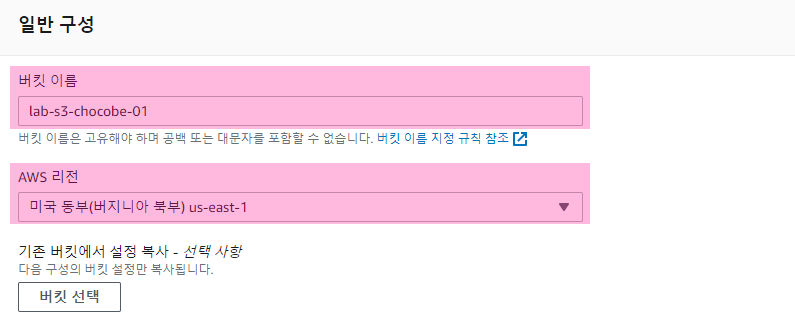 일반 구성
버킷 이름
lab-s3-chocobe-01
버킷 이름은 고유해야 하며 공백 또는 대문자를 포함할 수 없습니다. 버킷 이름 지정 규칙 참조
AWS 리전
미국 동부(버지니아 북부) us-east-1
기존 버킷에서 설정 복사 - 선택 사항
다음 구성의 버킷 설정만 복사됩니다.
버킷 선택